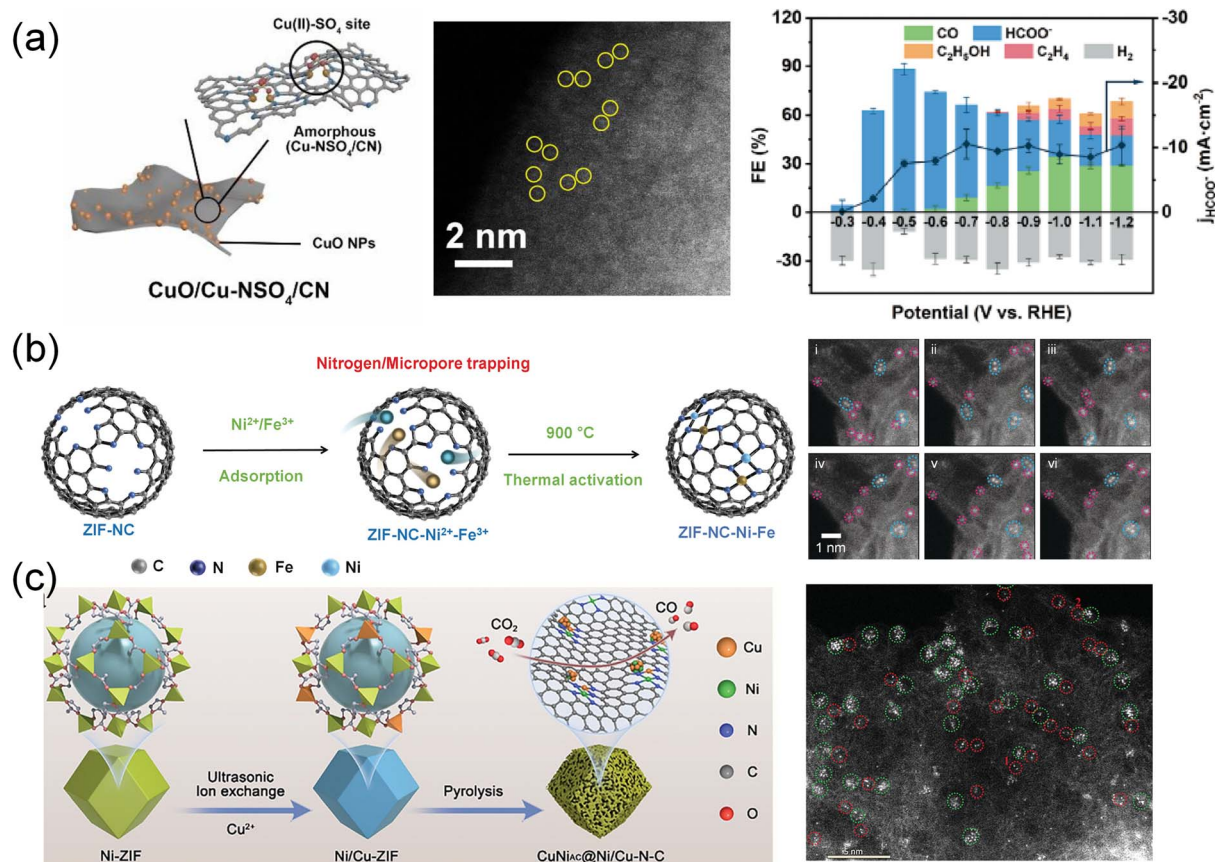 (a)
Cu(II)-SO₄ site
Amorphous
(Cu-NSO₄/CN)
CuO NPs
CuO/Cu-NSO₄/CN
2 nm
CO
HCOO⁻
C₂H₅OH
C₂H₄
H₂
120
90
60
30
0
-30
FE (%)
-0.3
-0.4
-0.5
-0.6
-0.7
-0.8
-0.9
-1.0
-1.1
-1.2
-30
-20
-10
0
j HCOO⁻ (mA·cm⁻²)
Potential (V vs. RHE)
(b)
Nitrogen/Micropore trapping
Ni²⁺/Fe³⁺
Adsorption
900 °C
Thermal activation
ZIF-NC
ZIF-NC-Ni²⁺-Fe³⁺
ZIF-NC-Ni-Fe
C
N
Fe
Ni
i
ii
iii
iv
v
vi
1 nm
(c)
CO₂
CO
Cu
Ni
N
C
O
Ultrasonic
Ion exchange
Cu²⁺
Pyrolysis
Ni-ZIF
Ni/Cu-ZIF
CuNiAC@Ni/Cu-N-C
5 nm